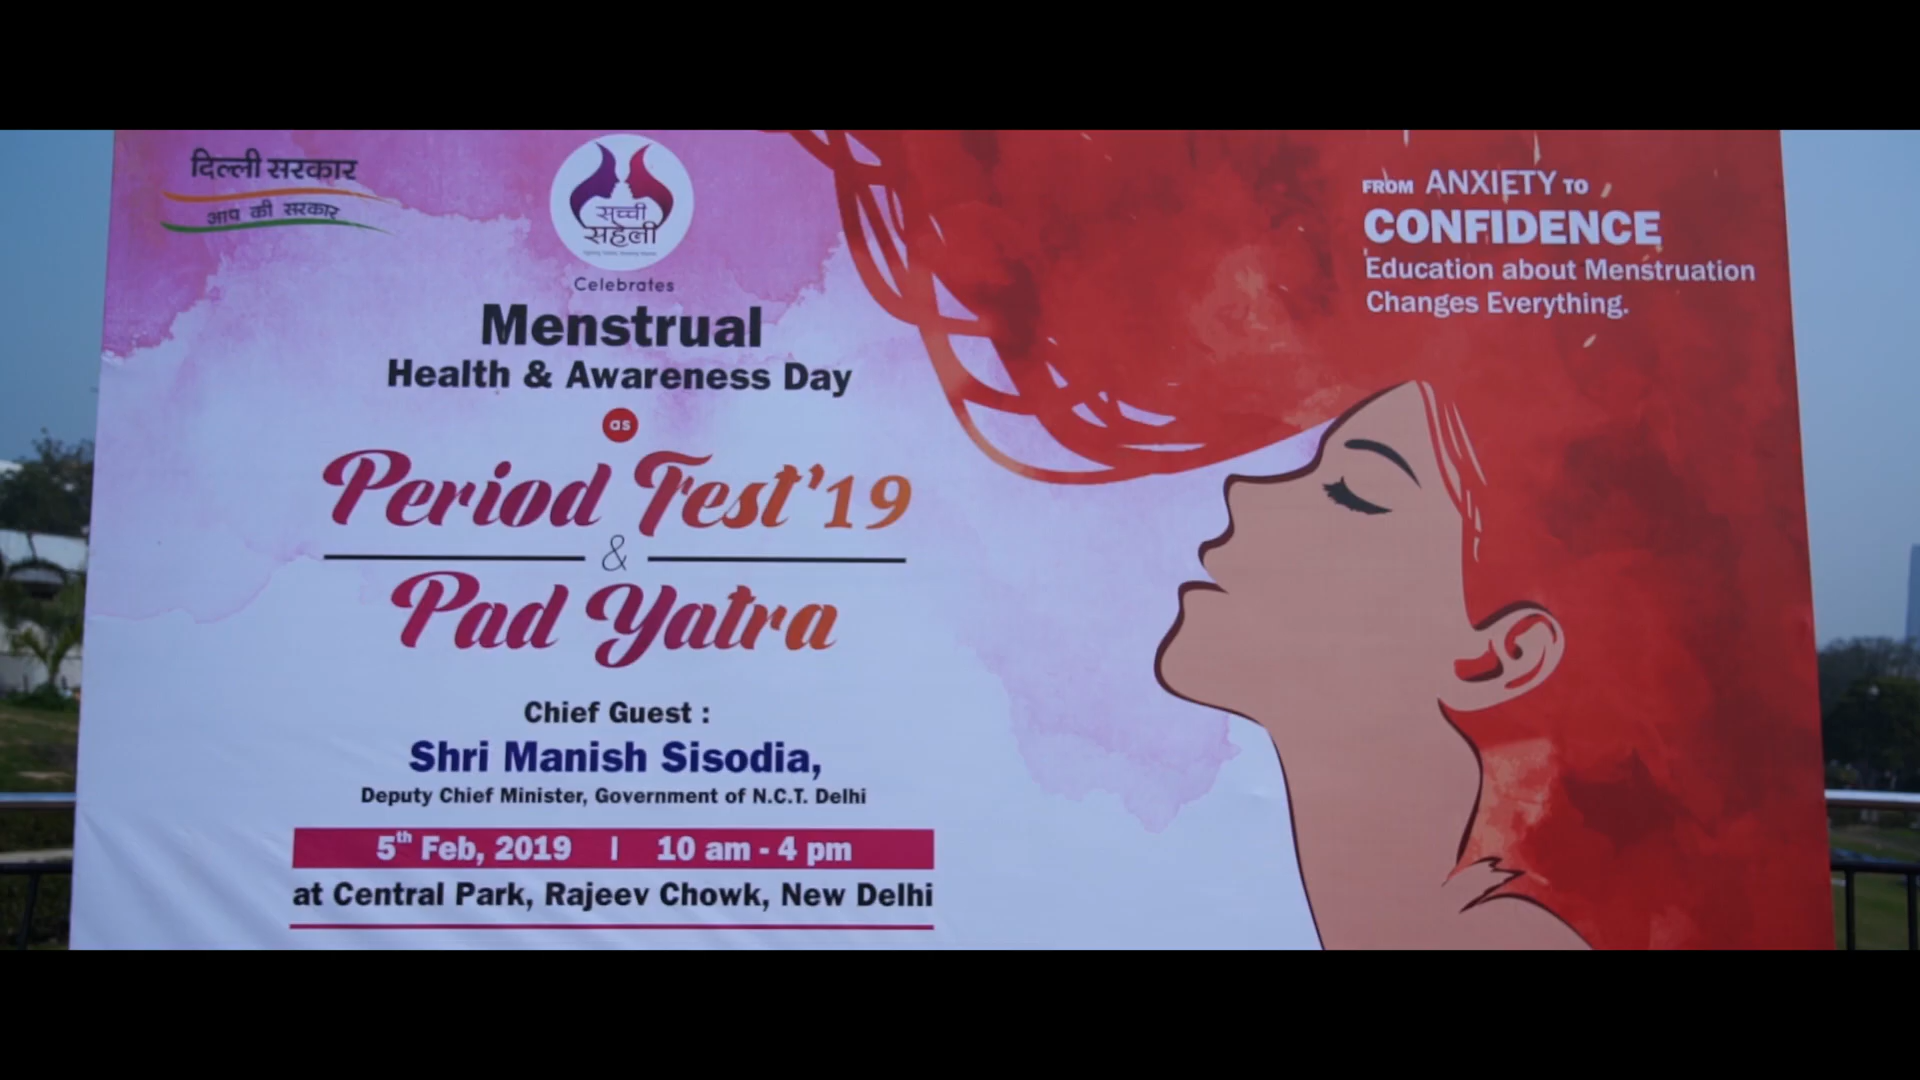 दिल्ली सरकार
आप की सरकार
सच्ची
सहेली
Celebrates
Menstrual
Health & Awareness Day
as
Period Fest'19
&
Pad Yatra
Chief Guest :
Shri Manish Sisodia,
Deputy Chief Minister, Government of N.C.T. Delhi
5th Feb, 2019 | 10 am - 4 pm
at Central Park, Rajeev Chowk, New Delhi
FROM ANXIETY TO
CONFIDENCE
Education about Menstruation
Changes Everything.